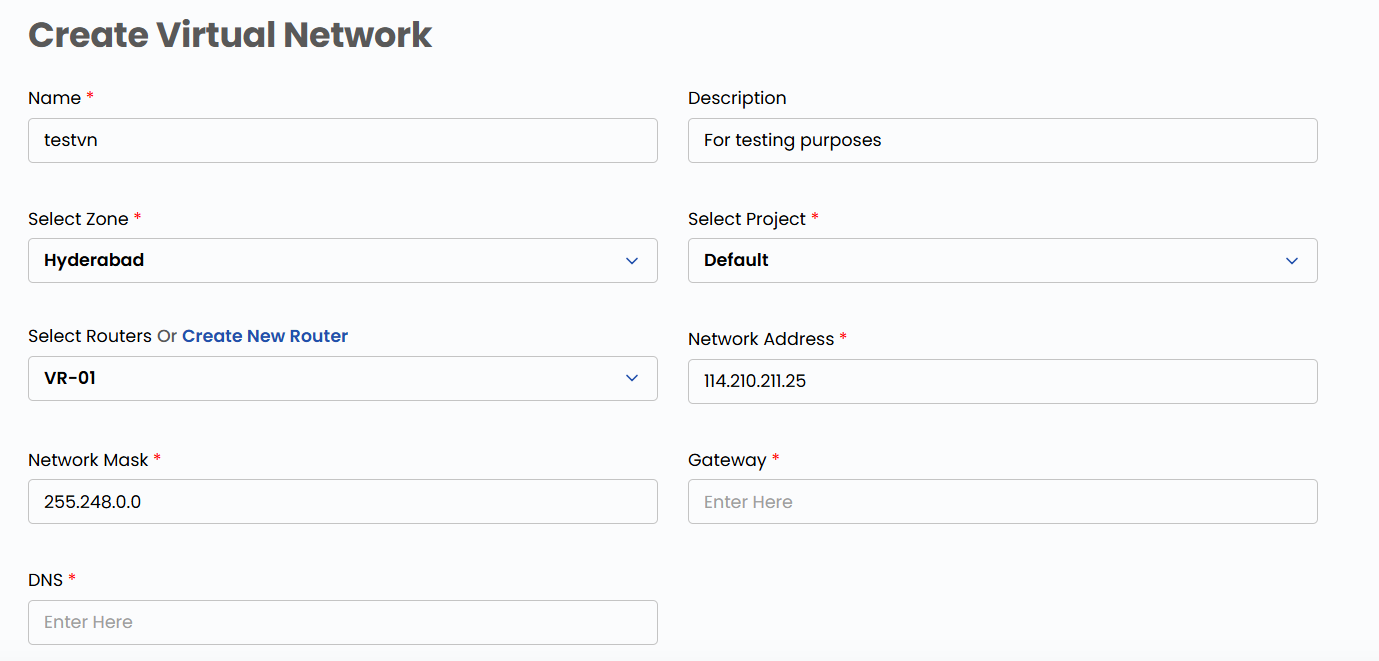 Create Virtual Network
Name *
Description
testvn
For testing purposes
Select Zone *
Select Project *
Hyderabad
Default
Select Routers Or Create New Router
Network Address *
VR-01
114.210.211.25
Network Mask *
Gateway *
255.248.0.0
Enter Here
DNS *
Enter Here